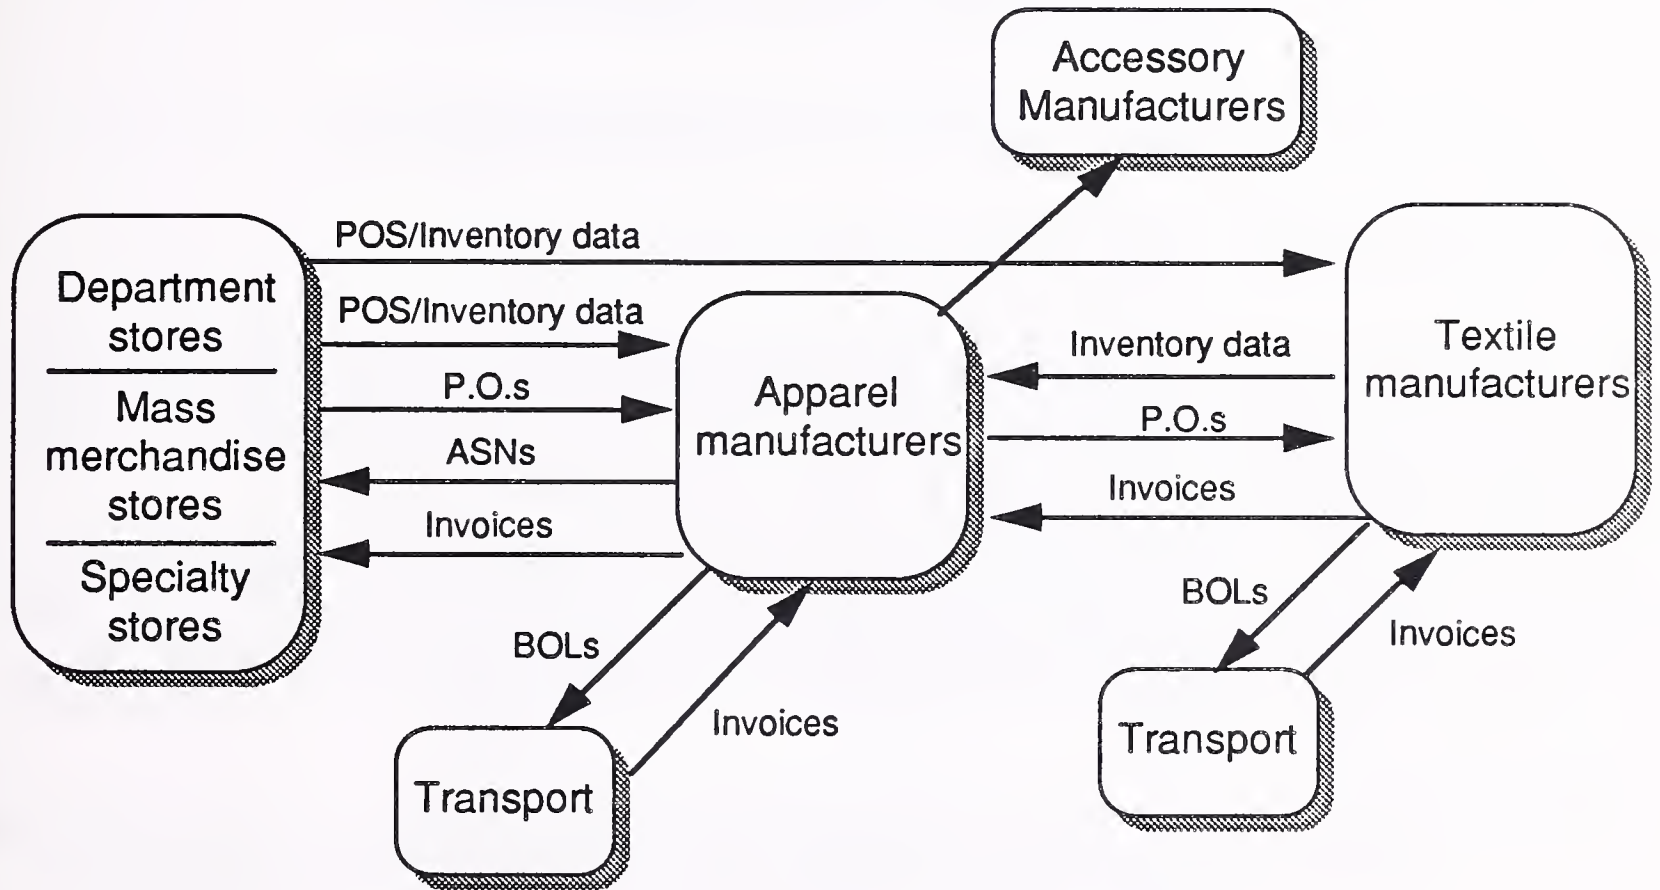 Accessory
Manufacturers
POS/Inventory data
Department
stores
Mass
merchandise
stores
Specialty
stores
POS/Inventory data
P.O.s
ASNs
Invoices
Apparel
manufacturers
Inventory data
P.O.s
Invoices
Textile
manufacturers
BOLs
Invoices
Transport
BOLs
Invoices
Transport